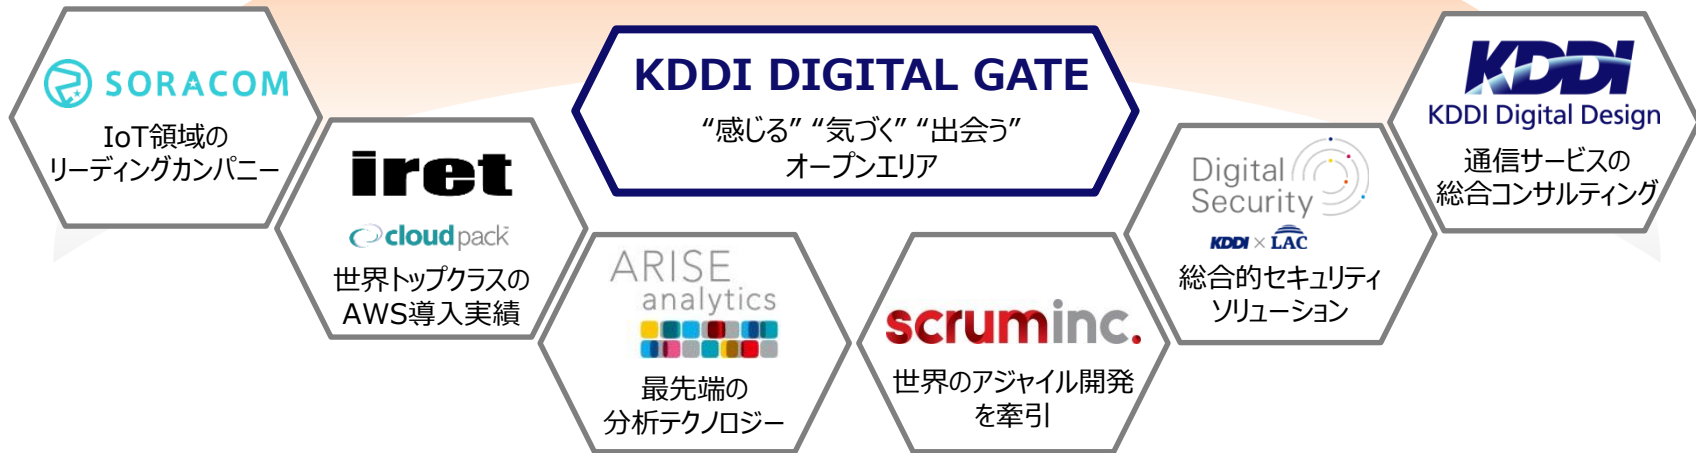 SORACOM
IoT領域の
リーディングカンパニー
iret
cloudpack
世界トップクラスの
AWS導入実績
KDDI DIGITAL GATE
“感じる” “気づく” “出会う”
オープンエリア
ARISE
analytics
最先端の
分析テクノロジー
scruminc.
世界のアジャイル開発
を牽引
Digital
Security
KDDI × LAC
総合的セキュリティ
ソリューション
KDDI
KDDI Digital Design
通信サービスの
総合コンサルティング